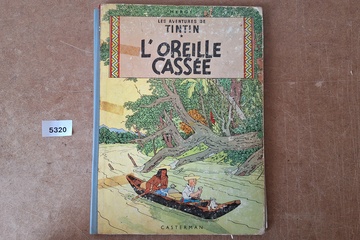 HERGÉ
LES AVENTURES DE
TINTIN
L'OREILLE
CASSÉE
5320
CASTERMAN